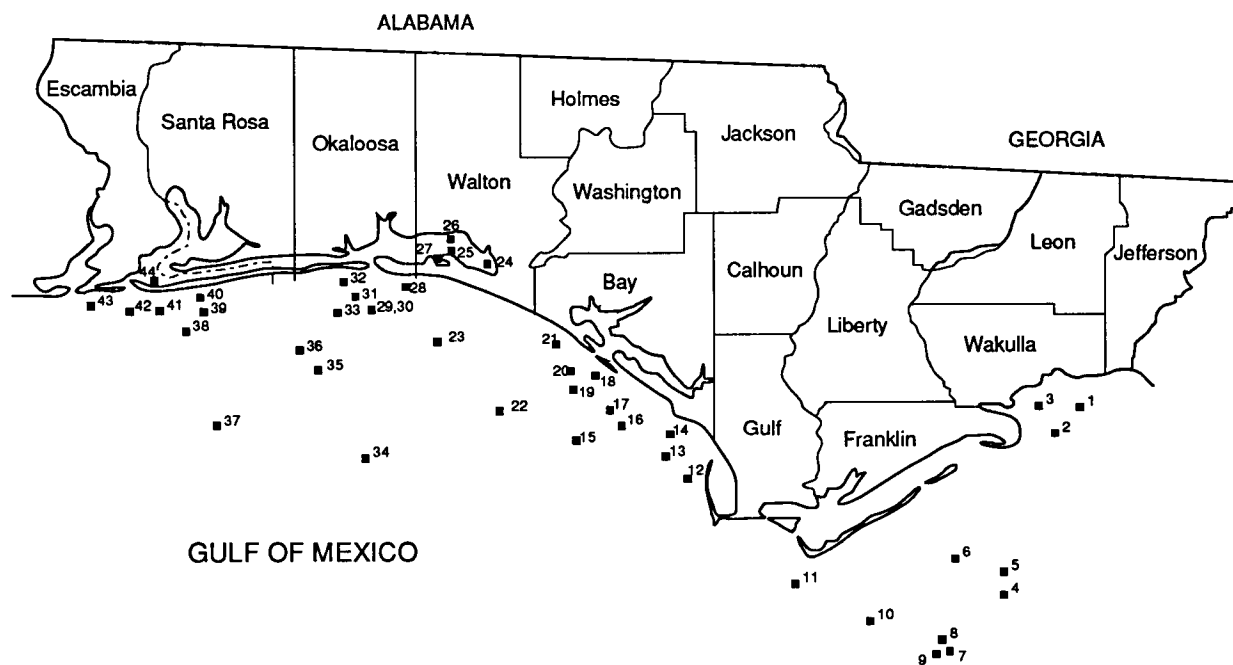 ALABAMA
Escambia
Santa Rosa
Okaloosa
Walton
Holmes
Washington
Jackson
GEORGIA
Gadsden
Leon
Jefferson
Calhoun
Liberty
Wakulla
Bay
Gulf
Franklin
26
27
25
24
44
32
28
43
42
41
40
39
31
33
29,30
38
36
35
23
21
20
18
19
37
22
17
16
15
14
13
12
34
3
1
2
GULF OF MEXICO
6
5
4
11
10
8
9
7